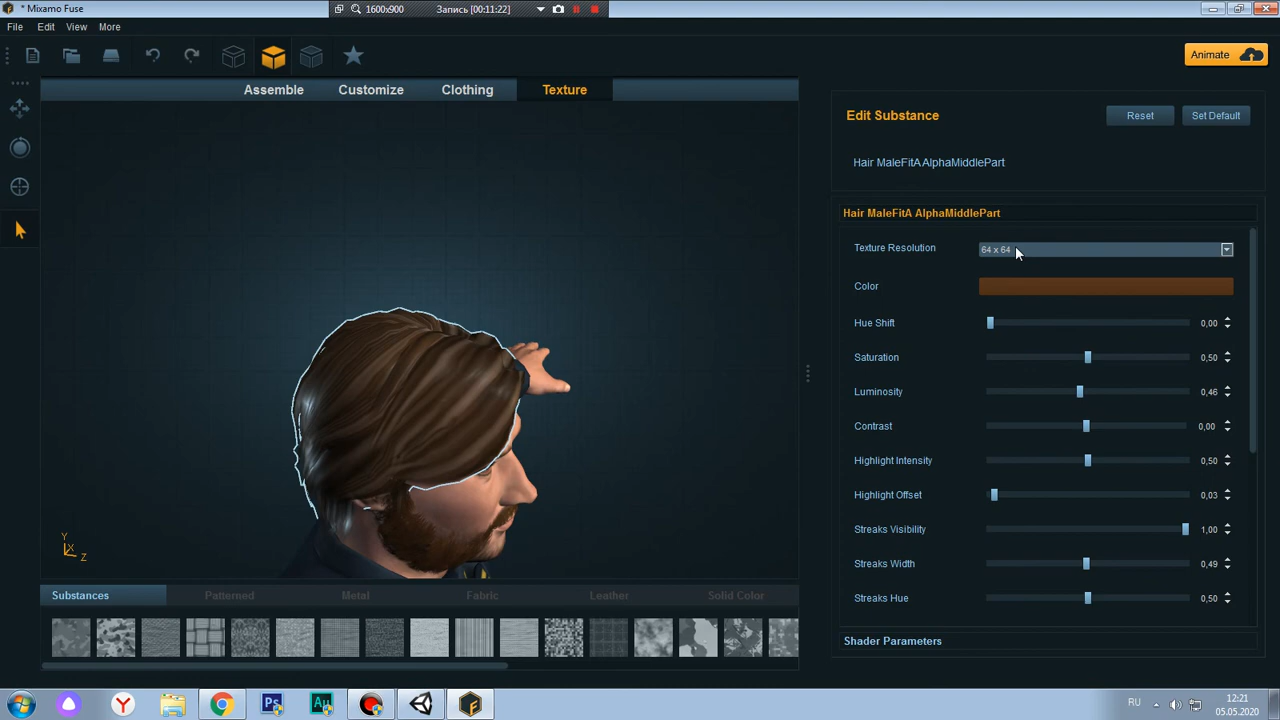 * Mixamo Fuse
1600x900
Запись [00:11:22]
File
Edit
View
More
Animate
Assemble
Customize
Clothing
Texture
Edit Substance
Reset
Set Default
Hair MaleFitA AlphaMiddlePart
Hair MaleFitA AlphaMiddlePart
Texture Resolution
64 x 64
Color
Hue Shift
0,00
Saturation
0,50
Luminosity
0,46
Contrast
0,00
Highlight Intensity
0,50
Highlight Offset
0,03
Streaks Visibility
1,00
Streaks Width
0,49
Streaks Hue
0,50
Shader Parameters
Y
X
Z
Substances
Patterned
Metal
Fabric
Leather
Solid Color
Ps
Au
RU
12:21
05.05.2020